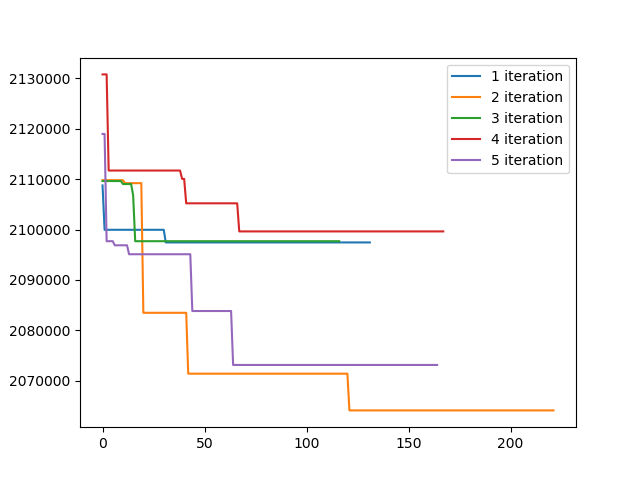 2130000
2120000
2110000
2100000
2090000
2080000
2070000
0
50
100
150
200
1 iteration
2 iteration
3 iteration
4 iteration
5 iteration